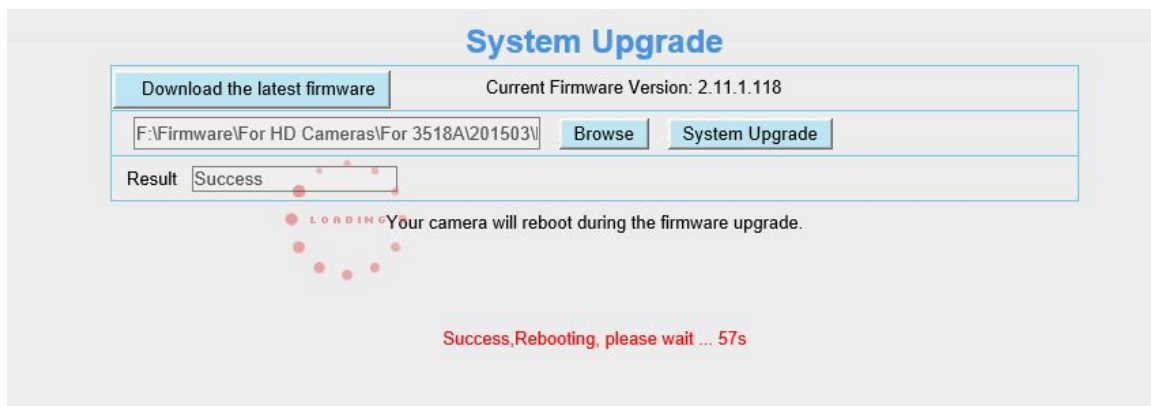 System Upgrade
Download the latest firmware Current Firmware Version: 2.11.1.118
F:\Firmware\For HD Cameras\For 3518A\201503\ Browse System Upgrade
Result Success
LOADING
Your camera will reboot during the firmware upgrade.
Success,Rebooting, please wait ... 57s